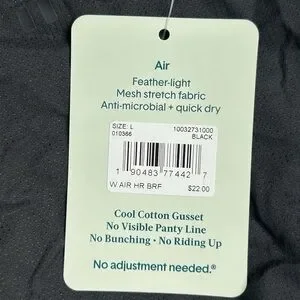 Air
Feather-light
Mesh stretch fabric
Anti-microbial + quick dry
SIZE: L 10032731000
010366 BLACK
1 90483 77442 7
W AIR HR BRF $22.00
Cool Cotton Gusset
No Visible Panty Line
No Bunching • No Riding Up
No adjustment needed.®